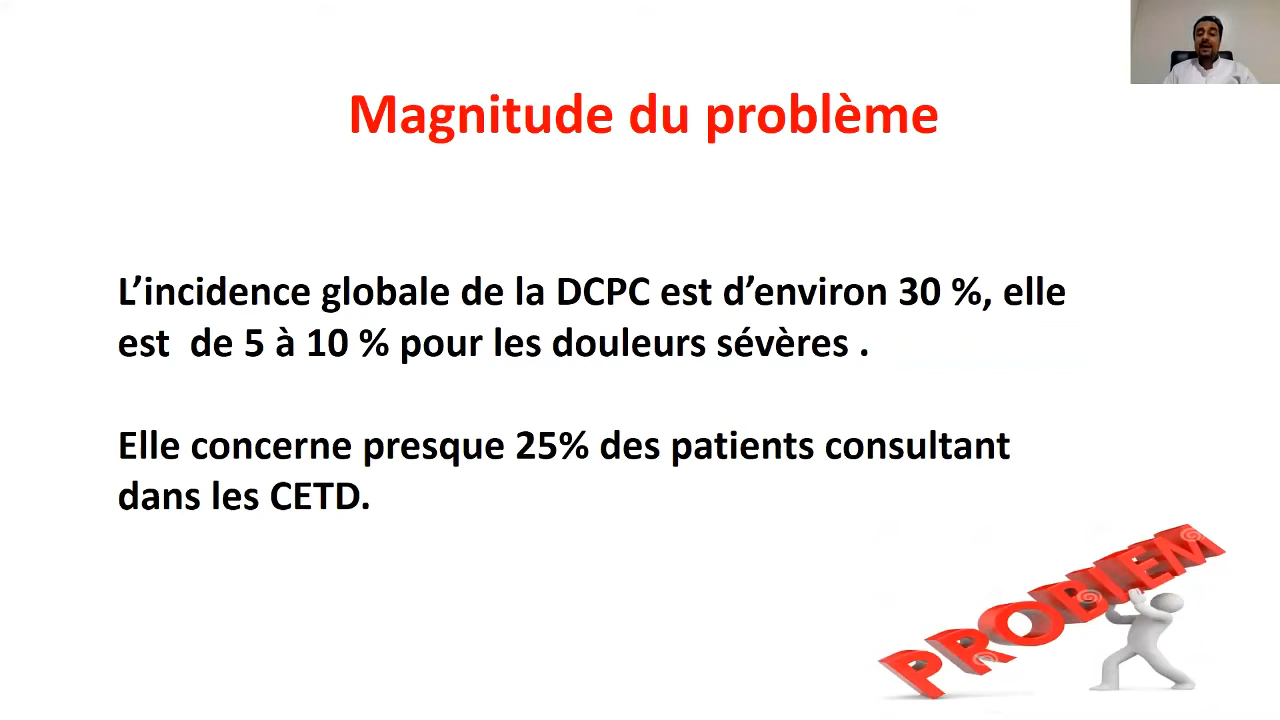 Magnitude du problème
L’incidence globale de la DCPC est d’environ 30 %, elle
est  de 5 à 10 % pour les douleurs sévères .
Elle concerne presque 25% des patients consultant
dans les CETD.
PROBLEM